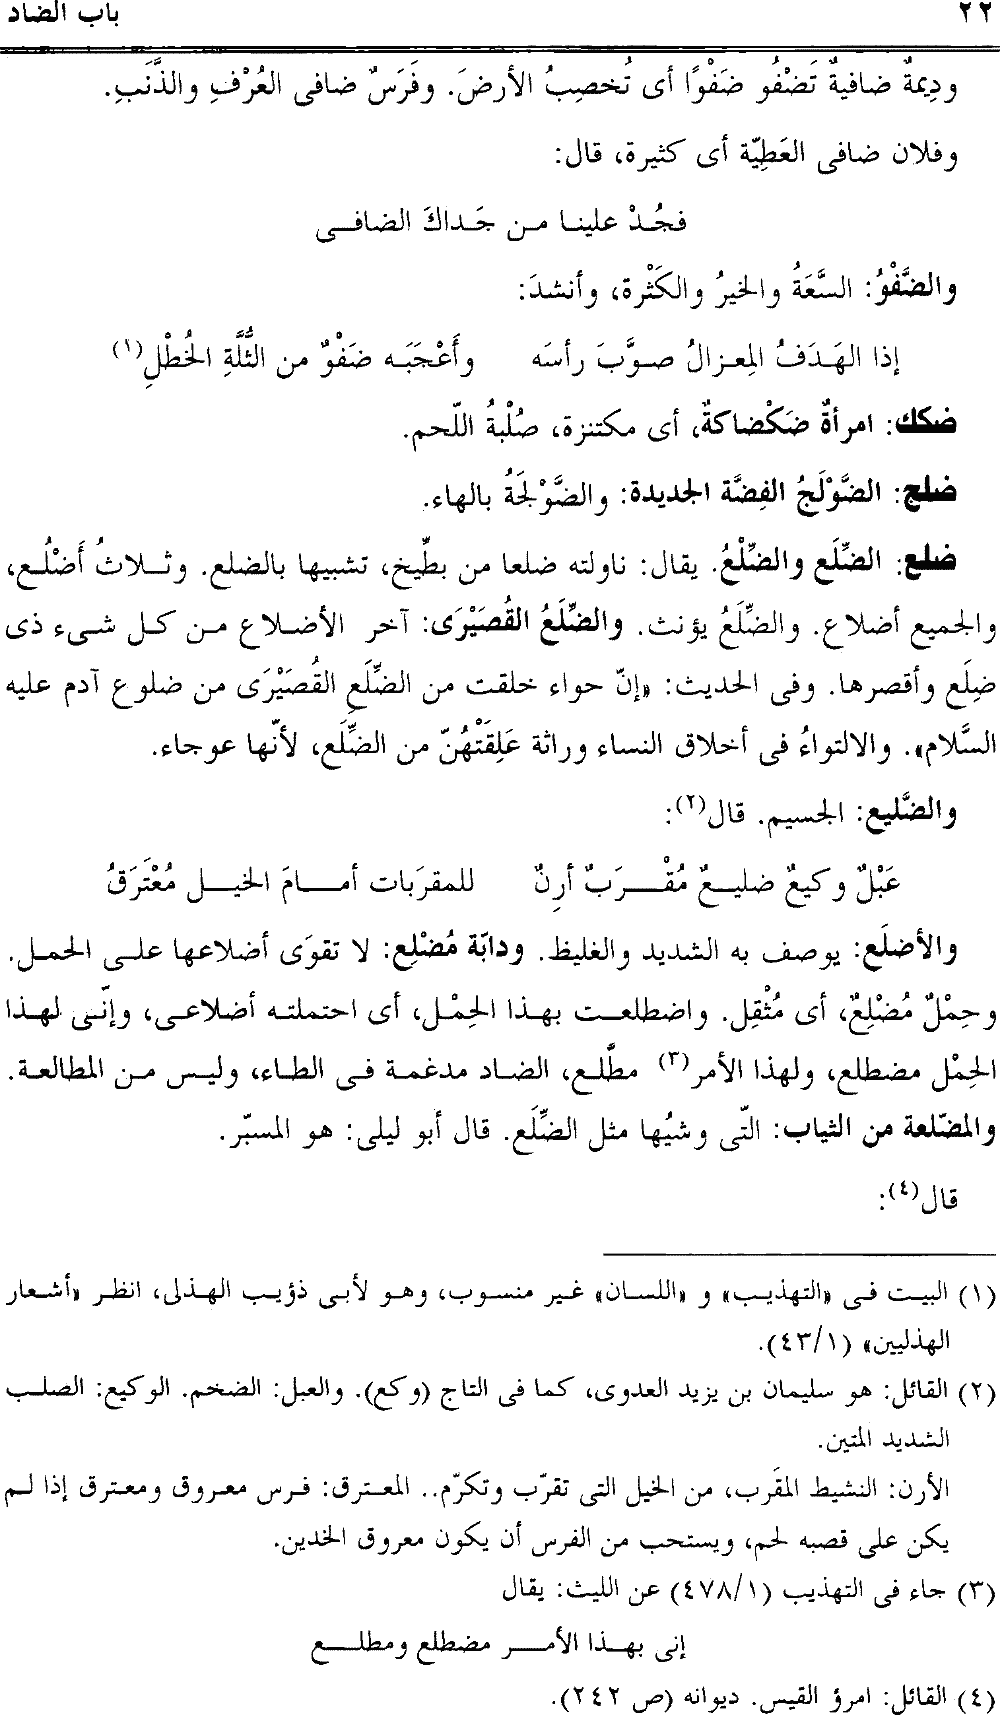 ٢٢ باب الضاد
ودِيمةٌ ضافيةٌ تَضْفُو ضَفْوًا أى تُخصِبُ الأرضَ. وفَرَسٌ ضافى العُرْفِ والذَّنَبِ.
وفلان ضافى العَطِيّة أى كثيرة، قال:
فجُدْ علينا من جَداكَ الضافى
والضَّفْوُ: السَّعَةُ والخيرُ والكَثْرة، وأنشدَ:
إذا الهَدَفُ المِعزالُ صوَّبَ رأسَه وأَعْجَبَه ضَفْوٌ من الثُّلَّةِ الخُطْلِ(١)
ضكك: امرأةٌ ضَكْضاكةٌ، أى مكتنزة، صُلْبةُ اللّحم.
ضلج: الضَّوْلَجُ الفِضَّة الجديدة: والضَّوْلجَةُ بالهاء.
ضلع: الضِّلَع والضِّلْعُ. يقال: ناولته ضلعا من بطِّيخ، تشبيها بالضلع. وثلاثُ أَضْلُع،
والجميع أضلاع. والضِّلَعُ يؤنث. والضِّلَعُ القُصَيْرَى: آخر الأضلاع من كل شىء ذى
ضِلَع وأقصرها. وفى الحديث: «إنّ حواء خلقت من الضِّلَعِ القُصَيْرَى من ضلوع آدم عليه
السَّلام». والالتواءُ فى أخلاق النساء وراثة عَلِقَتْهُنّ من الضِّلَع، لأنّها عوجاء.
والضَّليع: الجسيم. قال(٢):
عَبْلٌ وكيعٌ ضليعٌ مُقْرَبٌ أرِنٌ للمقرَبات أمامَ الخيل مُعْتَرَقُ
والأضلَع: يوصف به الشديد والغليظ. ودابّة مُضْلِع: لا تقوَى أضلاعها على الحمل.
وحِمْلٌ مُضْلِعٌ، أى مُثْقِل. واضطلعت بهذا الحِمْل، أى احتملته أضلاعى، وإنّى لهذا
الحِمْل مضطلع، ولهذا الأمر(٣) مطَّلع، الضاد مدغمة فى الطاء، وليس من المطالعة.
والمضّلعة من الثياب: التّى وشيُها مثل الضِّلَع. قال أبو ليلى: هو المسبّر.
قال(٤):
(١) البيت فى «التهذيب» و «اللسان» غير منسوب، وهو لأبى ذؤيب الهذلى، انظر «أشعار
الهذليين» (٤٣/١).
(٢) القائل: هو سليمان بن يزيد العدوى، كما فى التاج (وكع). والعبل: الضخم. الوكيع: الصلب
الشديد المتين.
الأرن: النشيط المقَرب، من الخيل التى تقرّب وتكرّم.. المعترق: فرس معروق ومعترق إذا لم
يكن على قصبه لحم، ويستحب من الفرس أن يكون معروق الخدين.
(٣) جاء فى التهذيب (٤٧٨/١) عن الليث: يقال
إنى بهذا الأمر مضطلع ومطلع
(٤) القائل: امرؤ القيس. ديوانه (ص ٢٤٢).